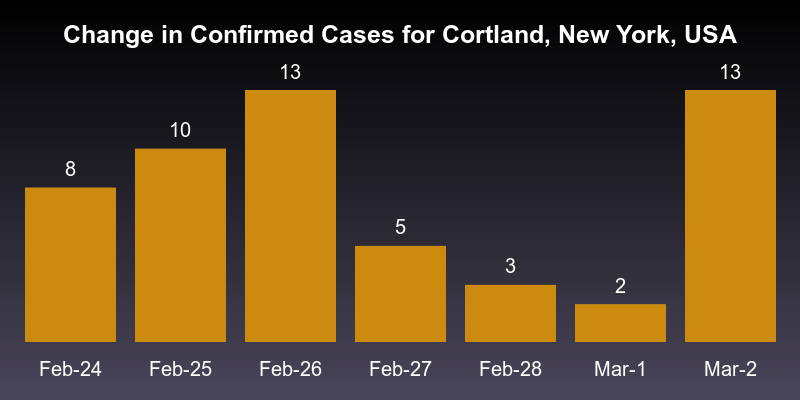 Change in Confirmed Cases for Cortland, New York, USA
8
10
13
5
3
2
13
Feb-24
Feb-25
Feb-26
Feb-27
Feb-28
Mar-1
Mar-2